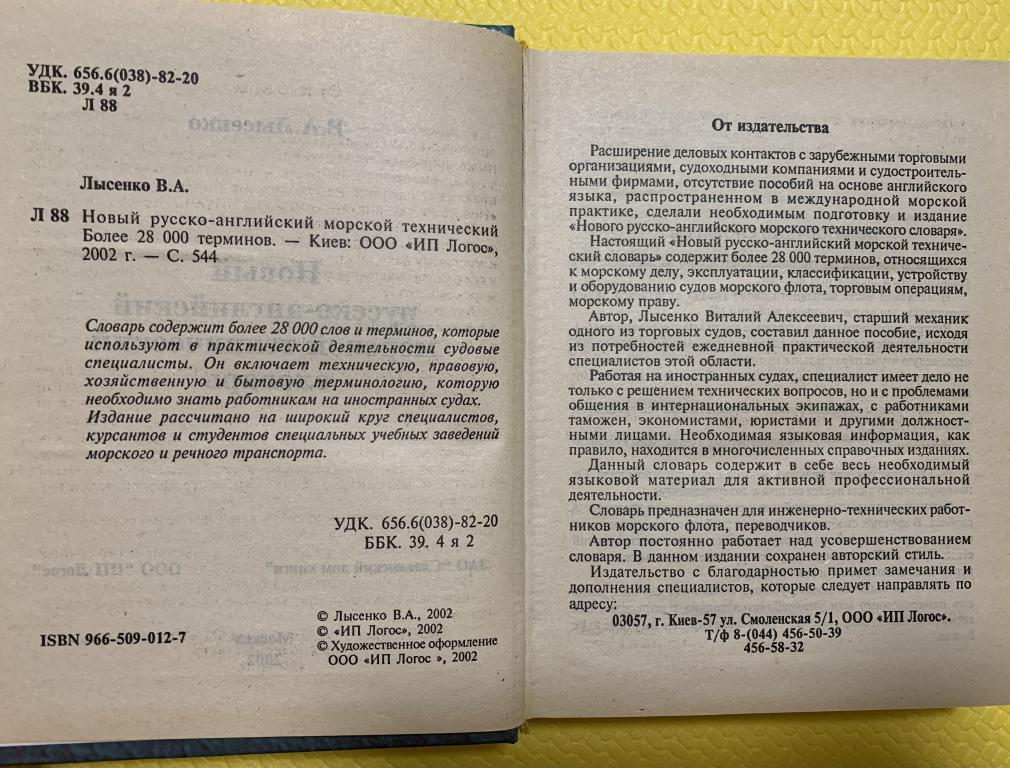 УДК. 656.6(038)-82-20
ВБК. 39.4 я 2
Л 88
Лысенко В.А.
Л 88 Новый русско-английский морской технический
Более 28 000 терминов. — Киев: ООО «ИП Логос»,
2002 г. — С. 544
Словарь содержит более 28 000 слов и терминов, которые
используют в практической деятельности судовые
специалисты. Он включает техническую, правовую,
хозяйственную и бытовую терминологию, которую
необходимо знать работникам на иностранных судах.
Издание рассчитано на широкий круг специалистов,
курсантов и студентов специальных учебных заведений
морского и речного транспорта.
УДК. 656.6(038)-82-20
ББК. 39. 4 я 2
© Лысенко В.А., 2002
© «ИП Логос», 2002
© Художественное оформление
ООО «ИП Логос », 2002
ISBN 966-509-012-7
От издательства
Расширение деловых контактов с зарубежными торговыми
организациями, судоходными компаниями и судостроитель-
ными фирмами, отсутствие пособий на основе английского
языка, распространенном в международной морской
практике, сделали необходимым подготовку и издание
«Нового русско-английского морского технического словаря».
Настоящий «Новый русско-английский морской техниче-
ский словарь» содержит более 28 000 терминов, относящихся
к морскому делу, эксплуатации, классификации, устройству
и оборудованию судов морского флота, торговым операциям,
морскому праву.
Автор, Лысенко Виталий Алексеевич, старший механик
одного из торговых судов, составил данное пособие, исходя
из потребностей ежедневной практической деятельности
специалистов этой области.
Работая на иностранных судах, специалист имеет дело не
только с решением технических вопросов, но и с проблемами
общения в интернациональных экипажах, с работниками
таможен, экономистами, юристами и другими должност-
ными лицами. Необходимая языковая информация, как
правило, находится в многочисленных справочных изданиях.
Данный словарь содержит в себе весь необходимый
языковой материал для активной профессиональной
деятельности.
Словарь предназначен для инженерно-технических работ-
ников морского флота, переводчиков.
Автор постоянно работает над усовершенствованием
словаря. В данном издании сохранен авторский стиль.
Издательство с благодарностью примет замечания и
дополнения специалистов, которые следует направлять по
адресу:
03057, г. Киев-57 ул. Смоленская 5/1, ООО «ИП Логос».
Т/ф 8-(044) 456-50-39
456-58-32